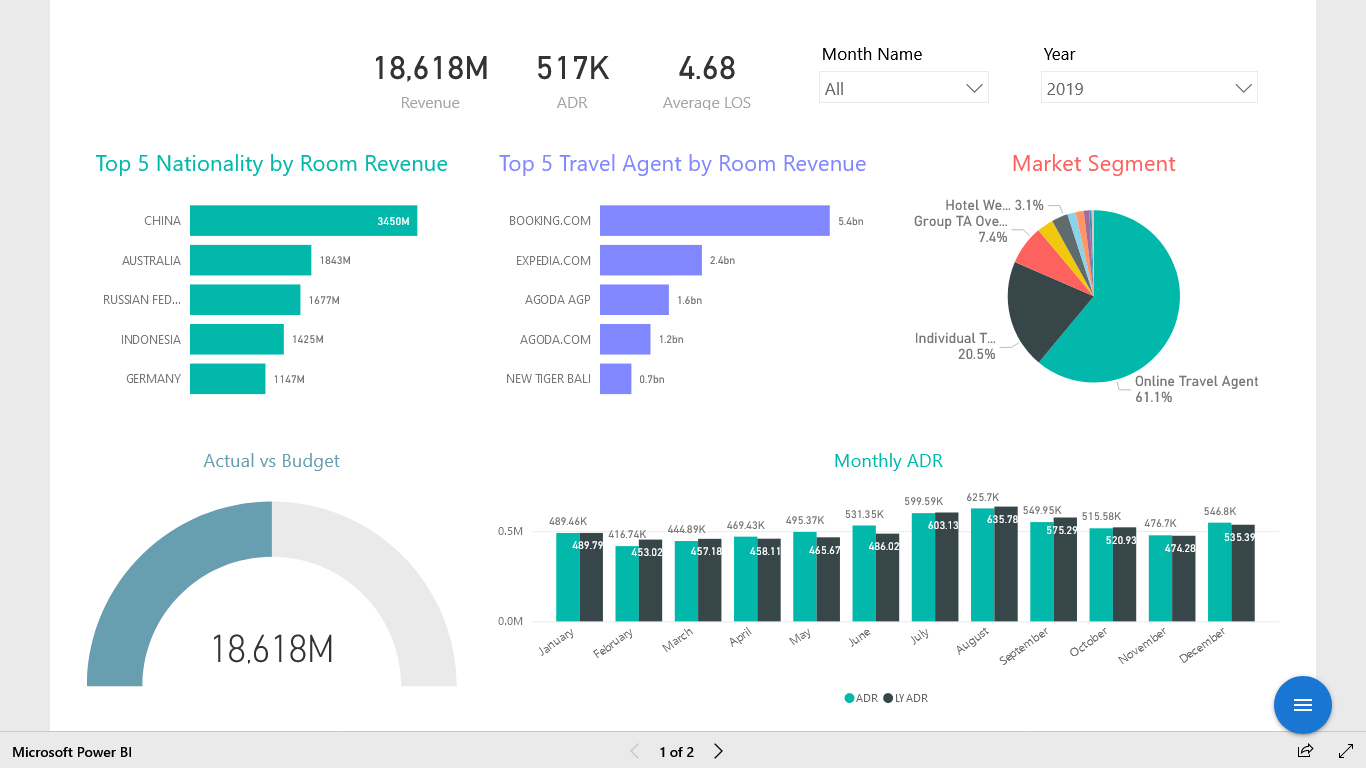 18,618M
Revenue
517K
ADR
4.68
Average LOS
Month Name
All
Year
2019
Top 5 Nationality by Room Revenue
CHINA 3450M
AUSTRALIA 1843M
RUSSIAN FED... 1677M
INDONESIA 1425M
GERMANY 1147M
Top 5 Travel Agent by Room Revenue
BOOKING.COM 5.4bn
EXPEDIA.COM 2.4bn
AGODA AGP 1.6bn
AGODA.COM 1.2bn
NEW TIGER BALI 0.7bn
Market Segment
Hotel We... 3.1%
Group TA Ove...
7.4%
Individual T...
20.5%
Online Travel Agent
61.1%
Actual vs Budget
18,618M
Monthly ADR
0.5M
0.0M
489.46K 416.74K 444.89K 469.43K 495.37K 531.35K 599.59K 625.7K 549.95K 515.58K 476.7K 546.8K
489.79 453.02 457.18 458.11 465.67 486.02 603.13 635.78 575.29 520.93 474.28 535.39
January February March April May June July August September October November December
ADR LY ADR
Microsoft Power BI
1 of 2